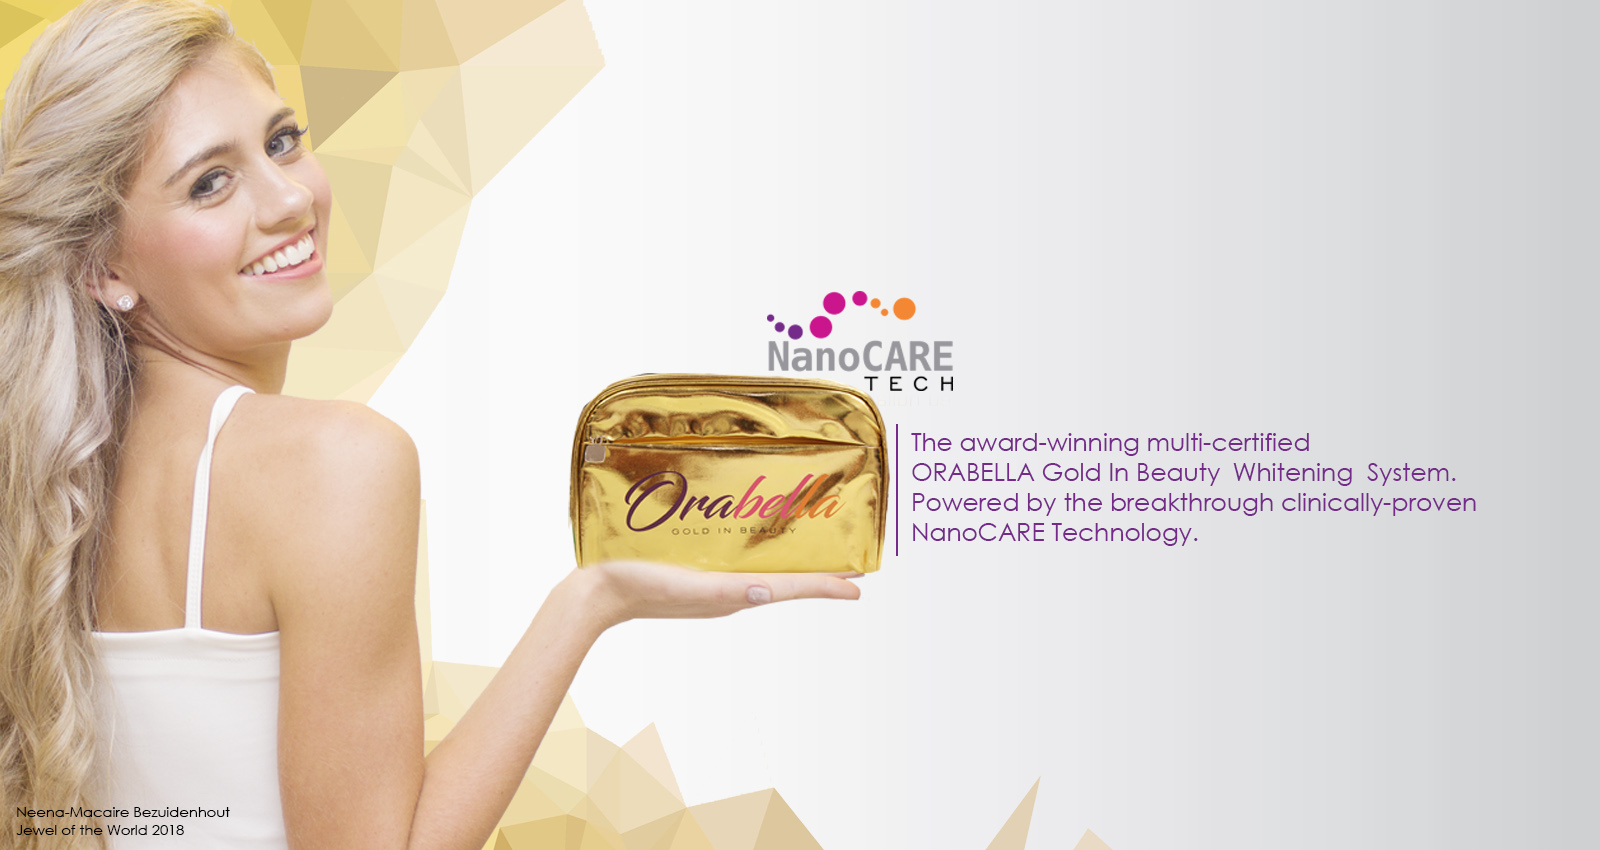 NanoCARE
TECH
Orabella
GOLD IN BEAUTY
The award-winning multi-certified
ORABELLA Gold In Beauty Whitening System.
Powered by the breakthrough clinically-proven
NanoCARE Technology.
Neena-Macaire Bezuidenhout
Jewel of the World 2018